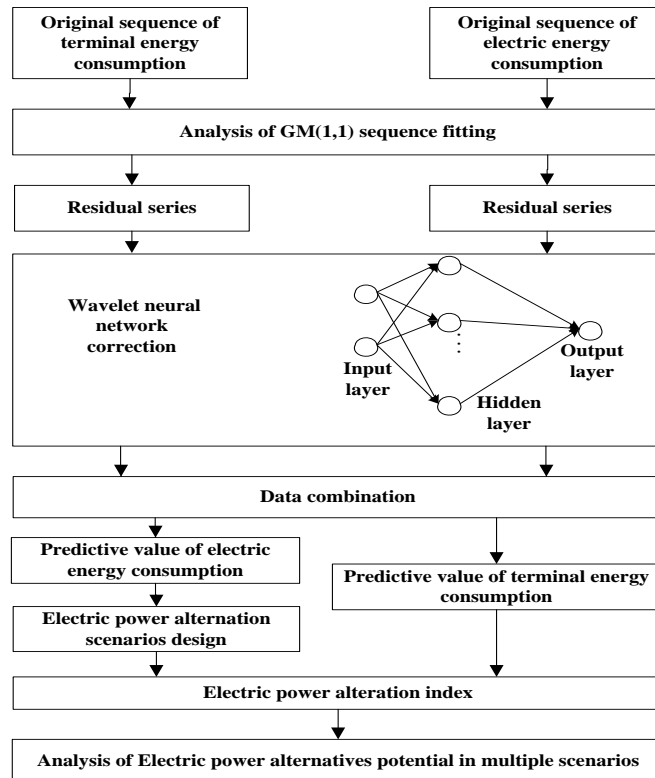 Original sequence of
terminal energy
consumption
Original sequence of
electric energy
consumption
Analysis of GM(1,1) sequence fitting
Residual series
Residual series
Wavelet neural
network
correction
Input
layer
Hidden
layer
Output
layer
Data combination
Predictive value of electric
energy consumption
Predictive value of terminal energy
consumption
Electric power alternation
scenarios design
Electric power alteration index
Analysis of Electric power alternatives potential in multiple scenarios